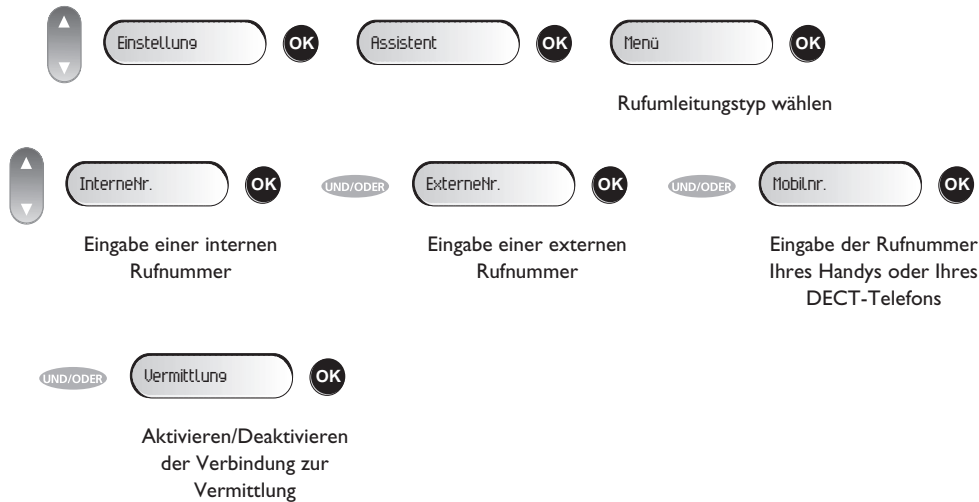 Einstellung OK Assistent OK Menü OK
Rufumleitungstyp wählen
InterneNr. OK UND/ODER ExterneNr. OK UND/ODER Mobilnr. OK
Eingabe einer internen
Rufnummer
Eingabe einer externen
Rufnummer
Eingabe der Rufnummer
Ihres Handys oder Ihres
DECT-Telefons
UND/ODER Vermittlung OK
Aktivieren/Deaktivieren
der Verbindung zur
Vermittlung